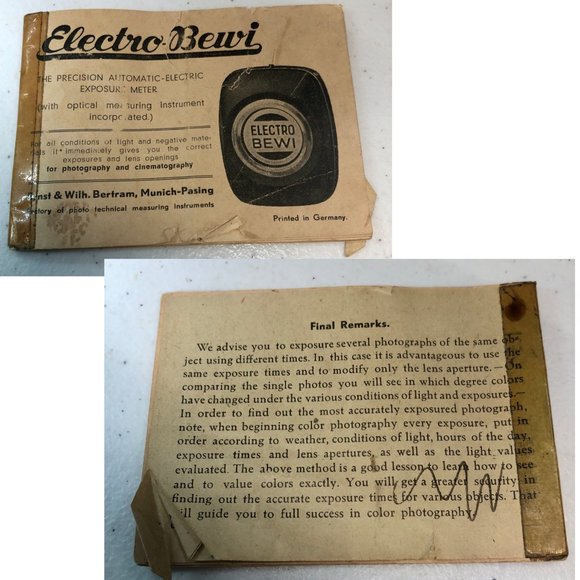 Electro-Bewi
THE PRECISION AUTOMATIC-ELECTRIC
EXPOSURE METER
(with optical measuring Instrument
incorporated.)
For all conditions of light and negative mate-
rials it immediately gives you the correct
exposures and lens openings
for photography and cinematography
Ernst & Wilh. Bertram, Munich-Pasing
Factory of photo technical measuring Instruments
ELECTRO
BEWI
Printed in Germany.
Final Remarks.
We advise you to exposure several photographs of the same ob-
ject using different times. In this case it is advantageous to use the
same exposure times and to modify only the lens aperture.—On
comparing the single photos you will see in which degree colors
have changed under the various conditions of light and exposures.—
In order to find out the most accurately exposed photograph,
note, when beginning color photography every exposure, put in
order according to weather, conditions of light, hours of the day,
exposure times and lens apertures, as well as the light values
evaluated. The above method is a good lesson to learn how to see
and to value colors exactly. You will get a greater security in
finding out the accurate exposure times for various objects. That
will guide you to full success in color photography.